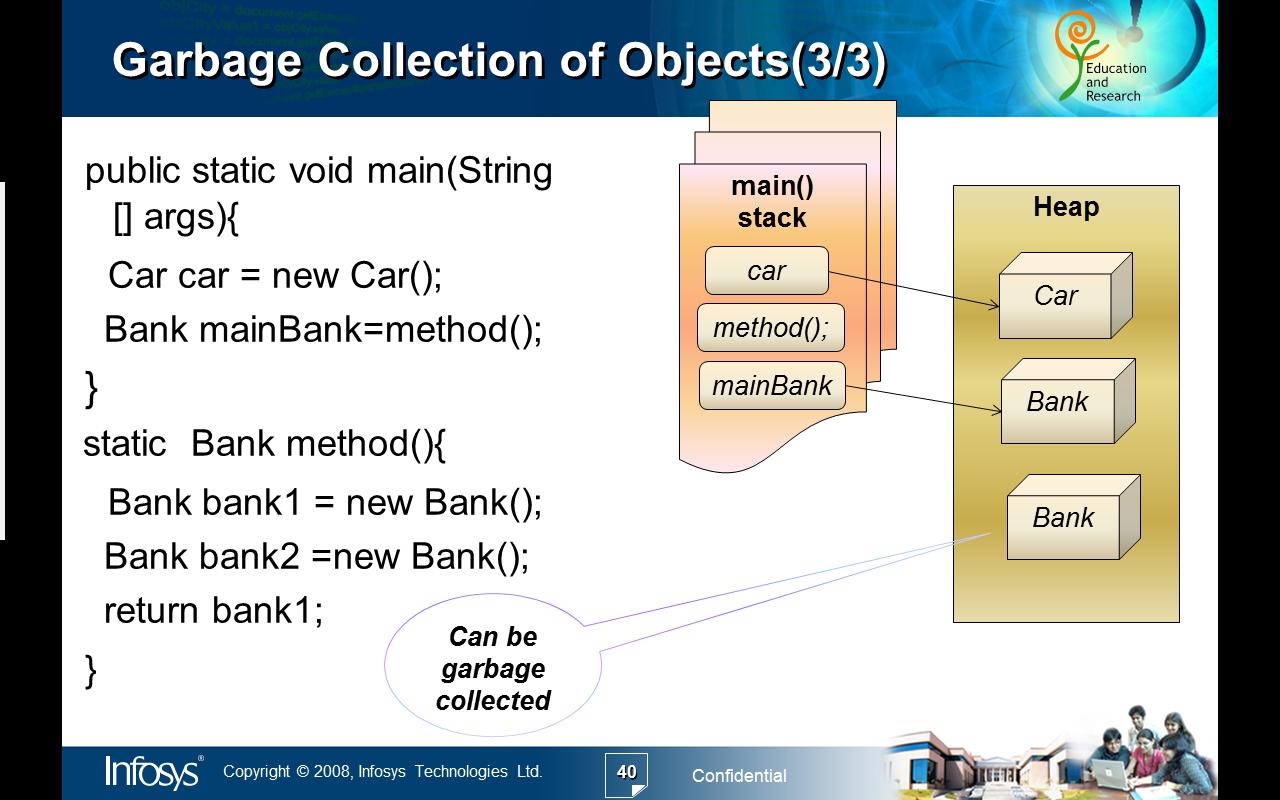 Garbage Collection of Objects(3/3)
Education
and
Research
public static void main(String
[] args){
Car car = new Car();
Bank mainBank=method();
}
static Bank method(){
Bank bank1 = new Bank();
Bank bank2 =new Bank();
return bank1;
}
main()
stack
car
method();
mainBank
Heap
Car
Bank
Bank
Can be
garbage
collected
Infosys®
Copyright © 2008, Infosys Technologies Ltd.
40
Confidential